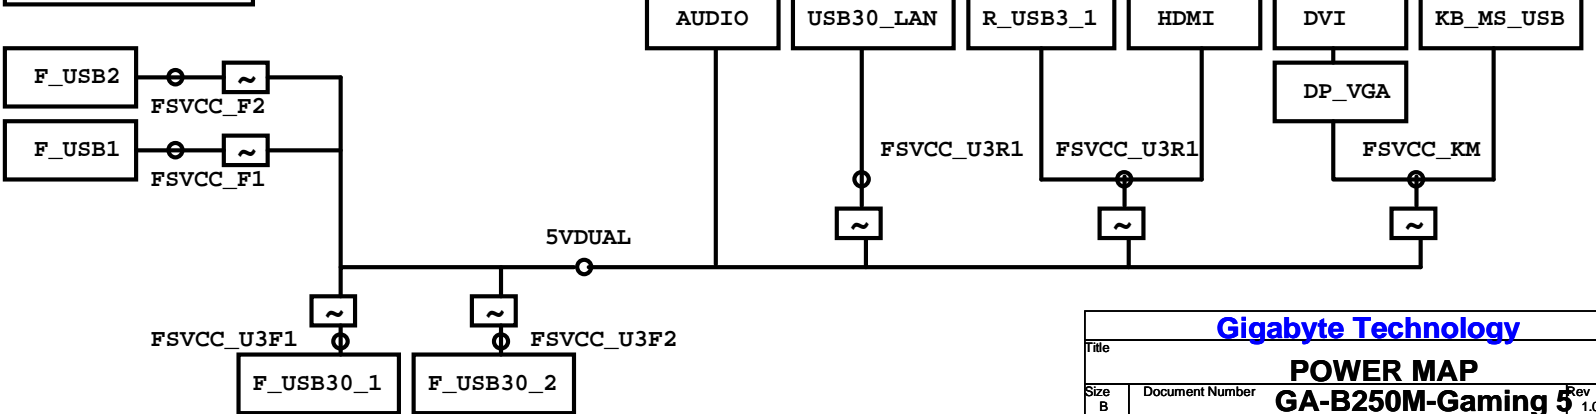 AUDIO
USB30_LAN
R_USB3_1
HDMI
DVI
KB_MS_USB
F_USB2
~
FSVCC_F2
DP_VGA
F_USB1
~
FSVCC_F1
FSVCC_U3R1
FSVCC_U3R1
FSVCC_KM
~
~
~
5VDUAL
~
~
FSVCC_U3F1
FSVCC_U3F2
F_USB30_1
F_USB30_2
Gigabyte Technology
Title
POWER MAP
Size
B
Document Number
GA-B250M-Gaming 5
Rev